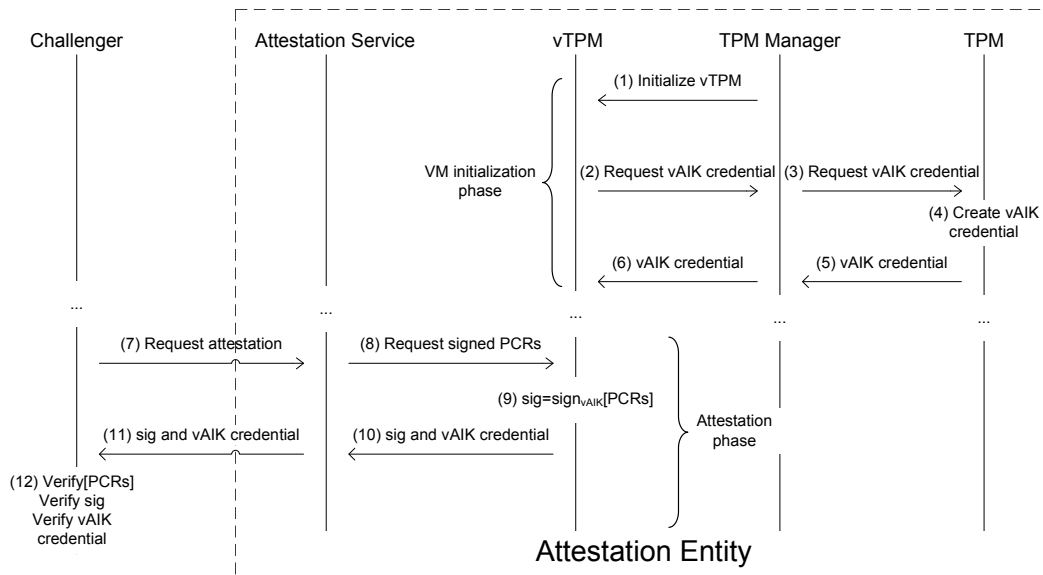 Challenger
Attestation Service
vTPM
TPM Manager
TPM
(1) Initialize vTPM
VM initialization
phase
(2) Request vAIK credential
(3) Request vAIK credential
(4) Create vAIK
credential
(6) vAIK credential
(5) vAIK credential
...
...
...
...
...
(7) Request attestation
(8) Request signed PCRs
(9) sig=signvAIK[PCRs]
Attestation
phase
(11) sig and vAIK credential
(10) sig and vAIK credential
(12) Verify[PCRs]
Verify sig
Verify vAIK
credential
Attestation Entity